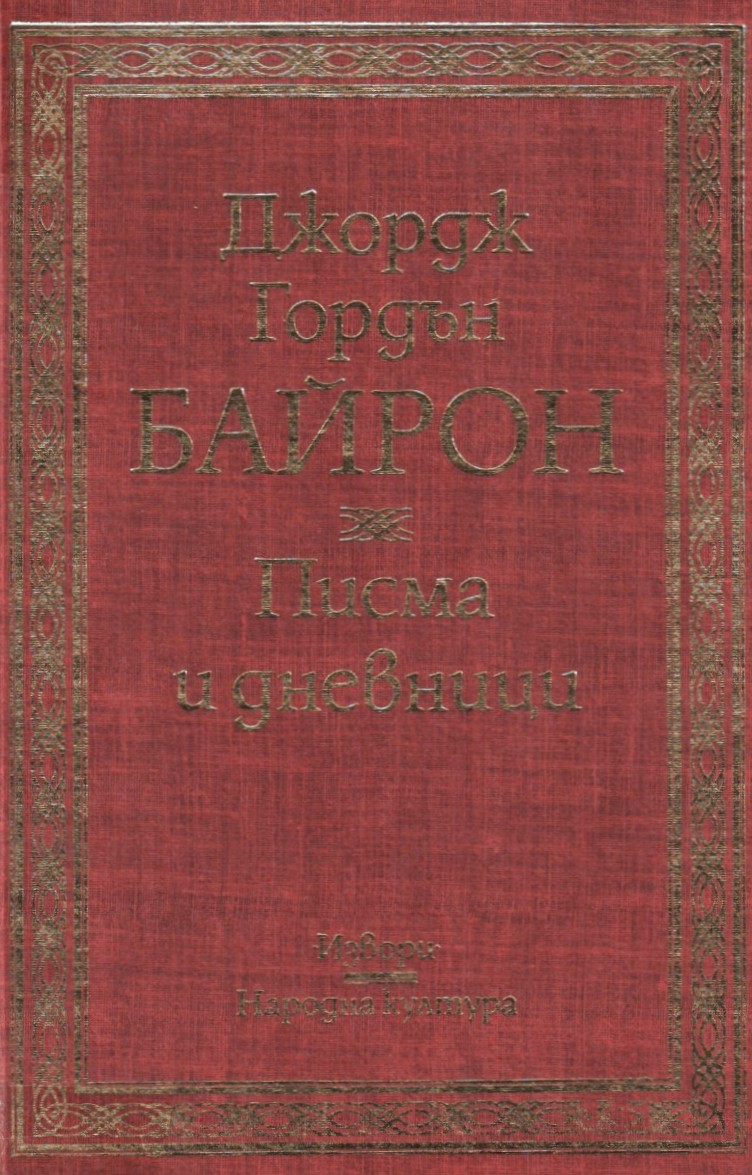 Джордж
Гордън
БАЙРОН
Писма
и дневници
Извори
Народна култура